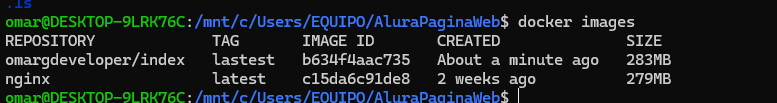 .ls
omar@DESKTOP-9LRK76C:/mnt/c/Users/EQUIPO/AluraPaginaWeb$ docker images
REPOSITORY TAG IMAGE ID CREATED SIZE
omargdeveloper/index lastest b634f4aac735 About a minute ago 283MB
nginx latest c15da6c91de8 2 weeks ago 279MB
omar@DESKTOP-9LRK76C:/mnt/c/Users/EQUIPO/AluraPaginaWeb$